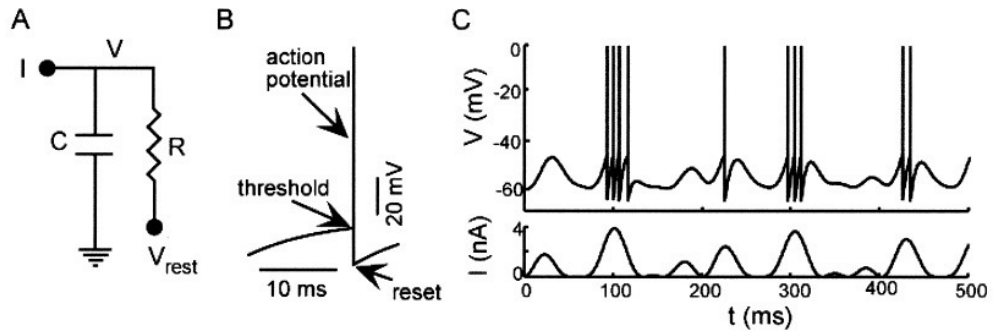 A
I
V
C
R
V_rest
B
action
potential
threshold
20 mV
10 ms
reset
C
V (mV)
0
-20
-40
-60
I (nA)
4
0
0 100 200 300 400 500
t (ms)